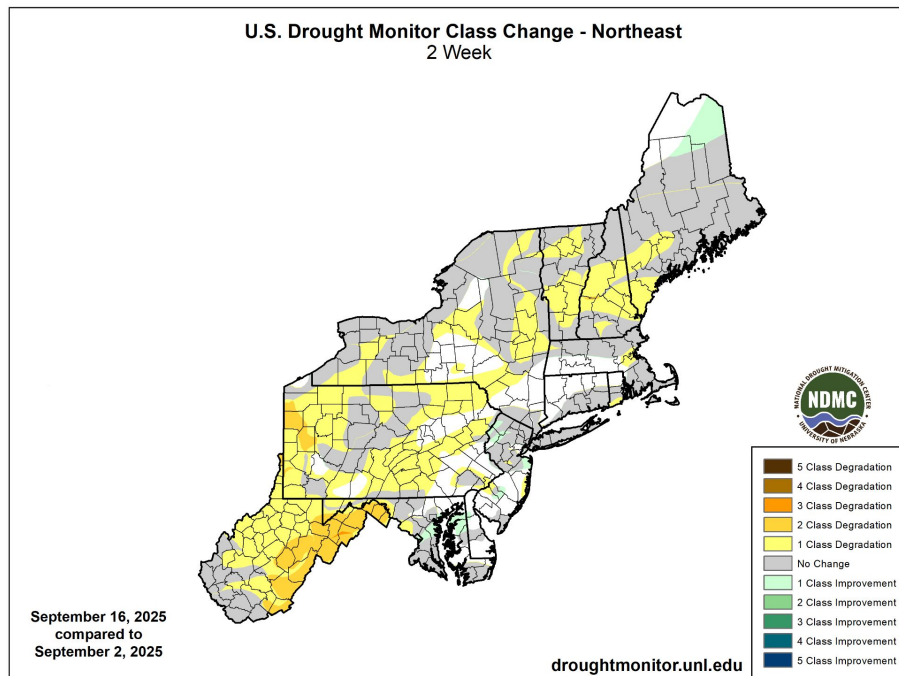 U.S. Drought Monitor Class Change - Northeast
2 Week
NATIONAL DROUGHT MITIGATION CENTER
NDMC
UNIVERSITY OF NEBRASKA
5 Class Degradation
4 Class Degradation
3 Class Degradation
2 Class Degradation
1 Class Degradation
No Change
1 Class Improvement
2 Class Improvement
3 Class Improvement
4 Class Improvement
5 Class Improvement
September 16, 2025
compared to
September 2, 2025
droughtmonitor.unl.edu